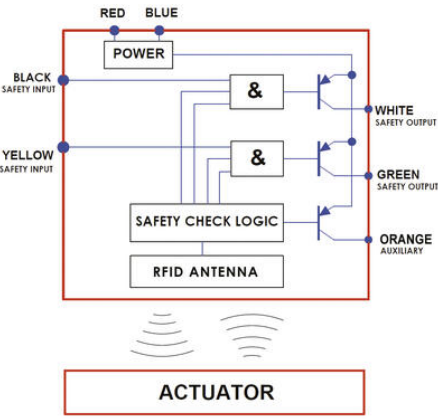 RED BLUE
POWER
BLACK
SAFETY INPUT
&
WHITE
SAFETY OUTPUT
YELLOW
SAFETY INPUT
&
GREEN
SAFETY OUTPUT
SAFETY CHECK LOGIC
ORANGE
AUXILIARY
RFID ANTENNA
ACTUATOR